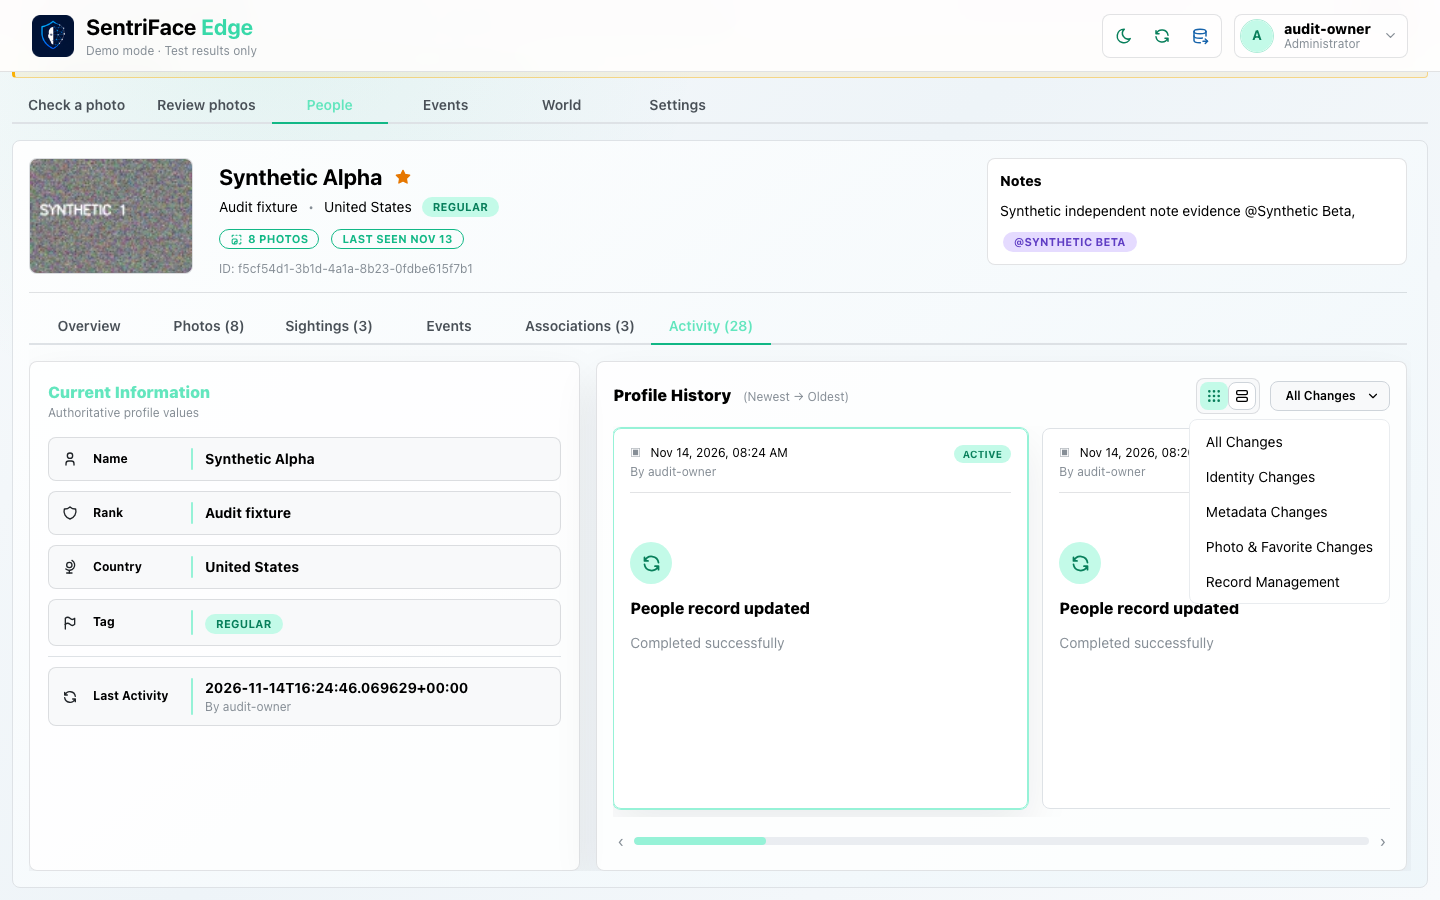 SentriFace Edge
Demo mode · Test results only
A
audit-owner
Administrator
Check a photo
Review photos
People
Events
World
Settings
SYNTHETIC 1
Synthetic Alpha
Audit fixture • United States REGULAR
8 PHOTOS
LAST SEEN NOV 13
ID: f5cf54d1-3b1d-4a1a-8b23-0fdbe615f7b1
Notes
Synthetic independent note evidence @Synthetic Beta,
@SYNTHETIC BETA
Overview
Photos (8)
Sightings (3)
Events
Associations (3)
Activity (28)
Current Information
Authoritative profile values
Name Synthetic Alpha
Rank Audit fixture
Country United States
Tag REGULAR
Last Activity 2026-11-14T16:24:46.069629+00:00
By audit-owner
Profile History (Newest → Oldest)
All Changes
All Changes
Identity Changes
Metadata Changes
Photo & Favorite Changes
Record Management
Nov 14, 2026, 08:24 AM ACTIVE
By audit-owner
People record updated
Completed successfully
Nov 14, 2026, 08:2
By audit-owner
People record updated
Completed successfully